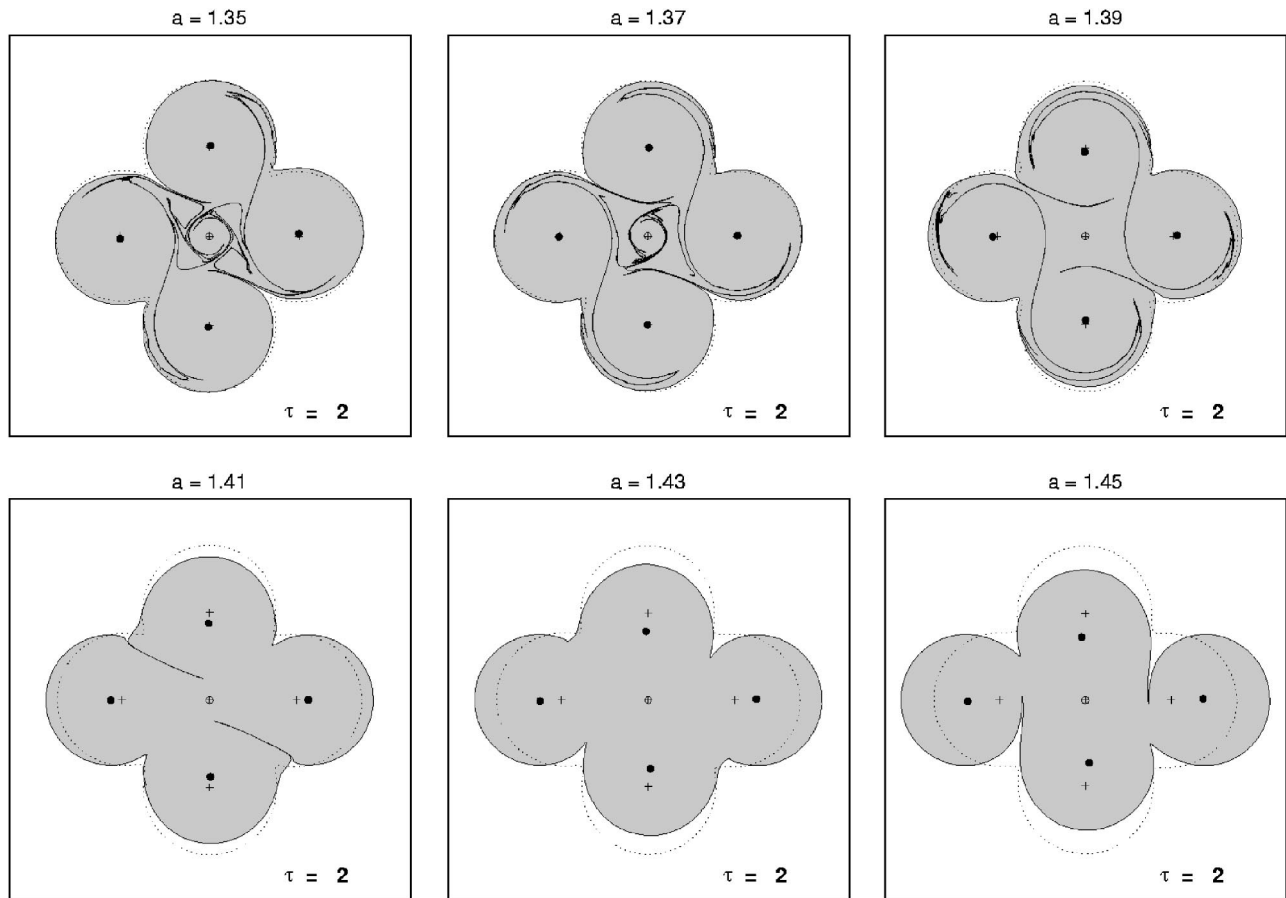 a = 1.35
a = 1.37
a = 1.39
τ = 2
τ = 2
τ = 2
a = 1.41
a = 1.43
a = 1.45
τ = 2
τ = 2
τ = 2